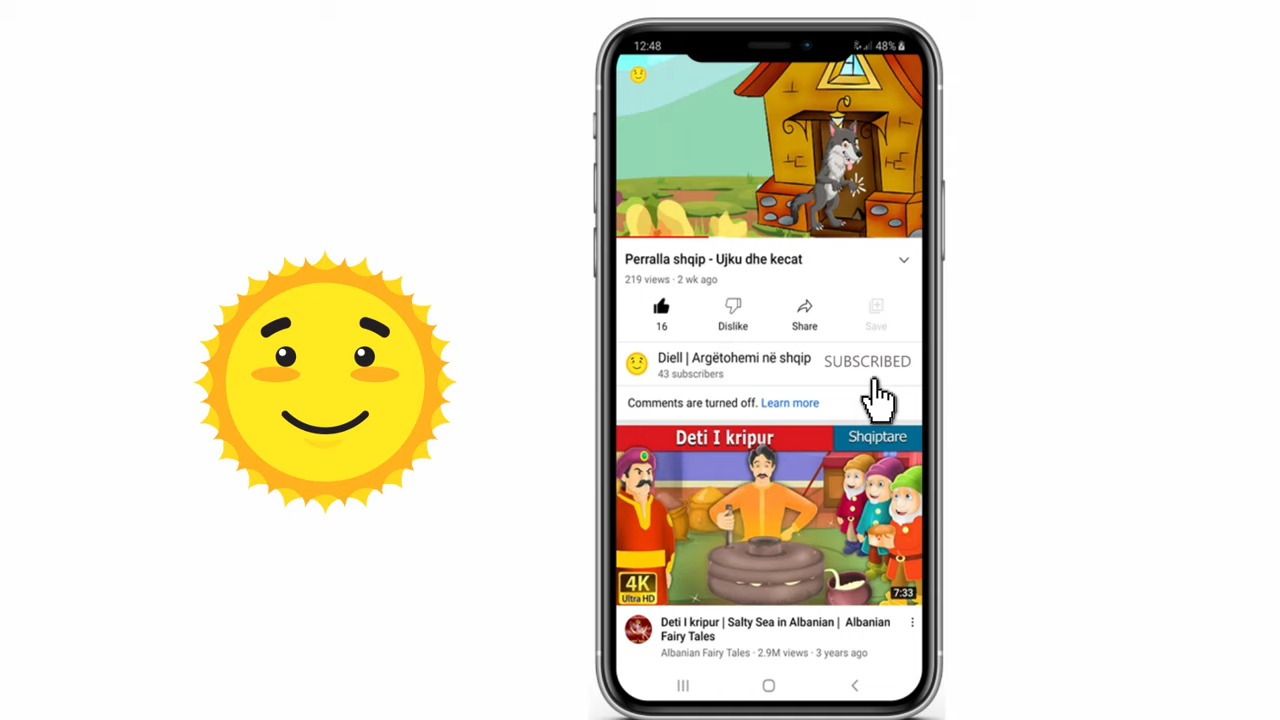 12:48
48%
Perralla shqip - Ujku dhe kecat
219 views · 2 wk ago
16
Dislike
Share
Save
Diell | Argëtohemi në shqip
SUBSCRIBED
43 subscribers
Comments are turned off. Learn more
Deti I kripur
Shqiptare
4K
Ultra HD
7:33
Deti I kripur | Salty Sea in Albanian | Albanian
Fairy Tales
Albanian Fairy Tales · 2.9M views · 3 years ago